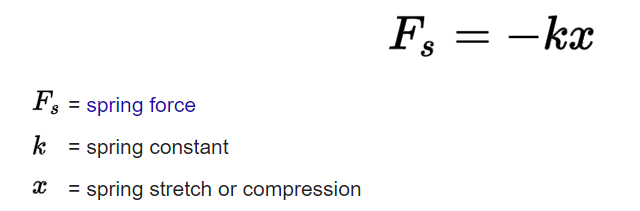 Fₛ = −kx
Fₛ = spring force
k = spring constant
x = spring stretch or compression